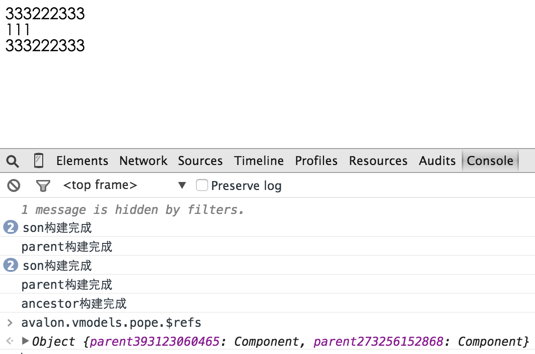 333222333
111
333222333
Elements Network Sources Timeline Profiles Resources Audits Console
<top frame> ▼ Preserve log
1 message is hidden by filters.
2 son构建完成
parent构建完成
2 son构建完成
parent构建完成
ancestor构建完成
> avalon.vmodels.pope.$refs
▶Object {parent393123060465: Component, parent273256152868: Component}